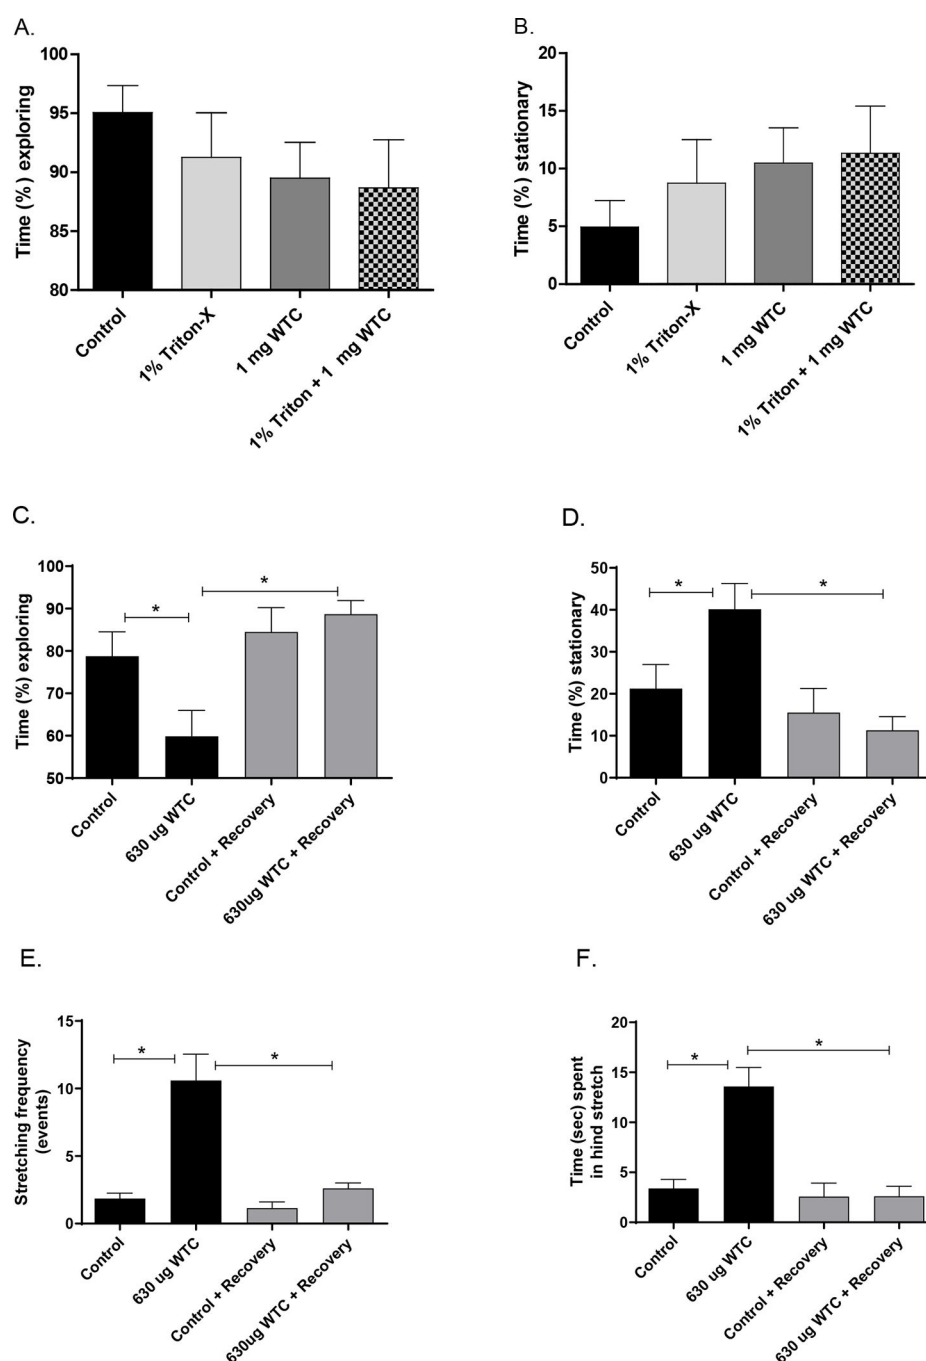 A.
Time (%) exploring
100
95
90
85
80
Control
1% Triton-X
1 mg WTC
1% Triton + 1 mg WTC
B.
Time (%) stationary
20
15
10
5
0
Control
1% Triton-X
1 mg WTC
1% Triton + 1 mg WTC
C.
Time (%) exploring
100
90
80
70
60
50
*
*
Control
630 ug WTC
Control + Recovery
630ug WTC + Recovery
D.
Time (%) stationary
50
40
30
20
10
0
*
*
Control
630 ug WTC
Control + Recovery
630 ug WTC + Recovery
E.
Stretching frequency
(events)
15
10
5
0
*
*
Control
630 ug WTC
Control + Recovery
630ug WTC + Recovery
F.
Time (sec) spent
in hind stretch
20
15
10
5
0
*
*
Control
630 ug WTC
Control + Recovery
630 ug WTC + Recovery